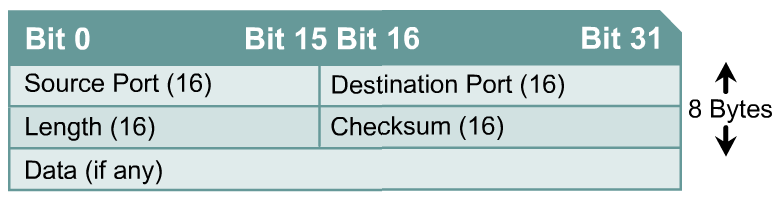 Bit 0 Bit 15 Bit 16 Bit 31
Source Port (16) Destination Port (16)
8 Bytes
Length (16) Checksum (16)
Data (if any)